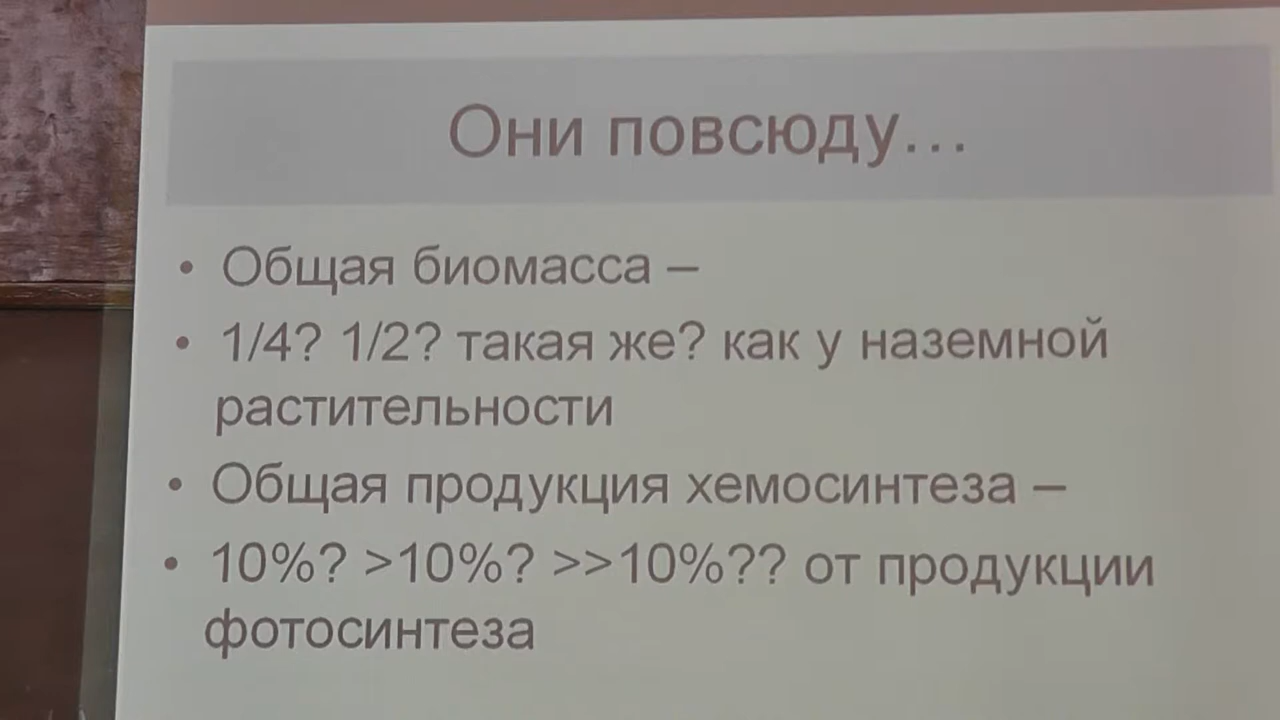 Они повсюду...
• Общая биомасса –
• 1/4? 1/2? такая же? как у наземной
растительности
• Общая продукция хемосинтеза –
• 10%? >10%? >>10%?? от продукции
фотосинтеза